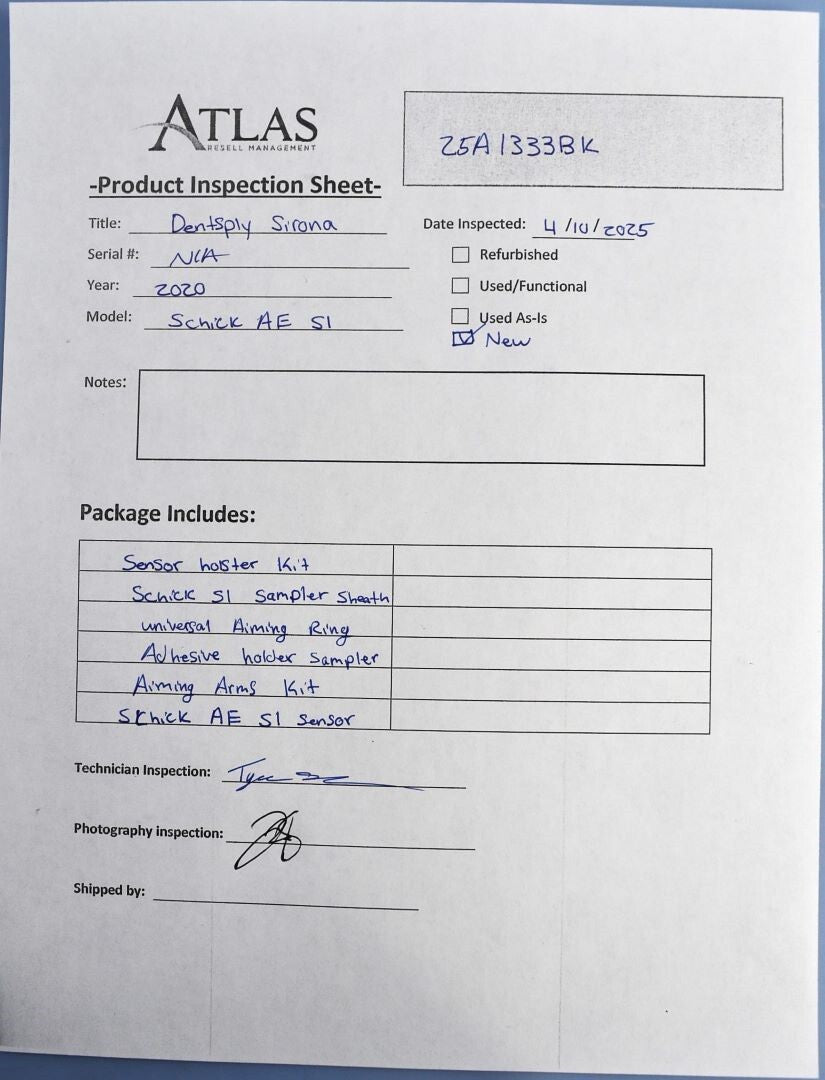 ATLAS
RESELL MANAGEMENT
25A1333BK
-Product Inspection Sheet-
Title: Dentsply Sirona
Date Inspected: 4/10/2025
Serial #: N/A
Refurbished
Year: 2020
Used/Functional
Model: Schick AE S1
Used As-Is
New
Notes:
Package Includes:
Sensor holster Kit
Schick S1 Sampler Sheath
universal Aiming Ring
Adhesive holder Sampler
Aiming Arms Kit
Schick AE S1 Sensor
Technician Inspection:
Photography inspection:
Shipped by: